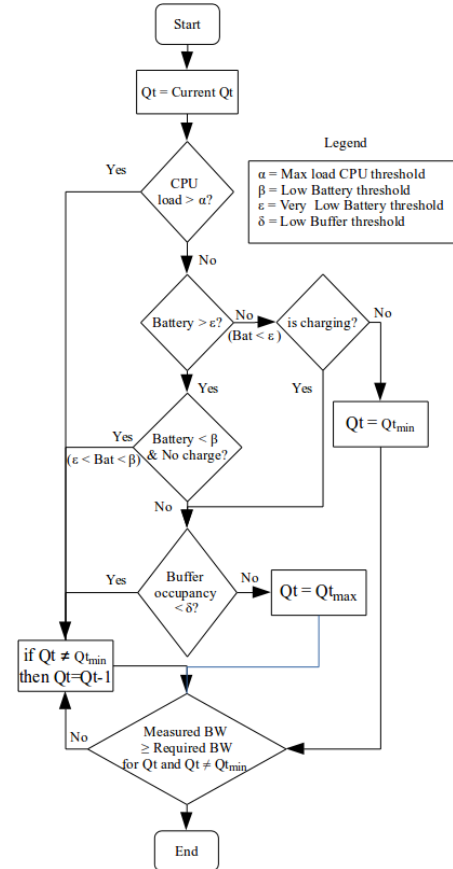 Start
Qt = Current Qt
Legend
α = Max load CPU threshold
β = Low Battery threshold
ε = Very Low Battery threshold
δ = Low Buffer threshold
Yes
CPU
load > α?
No
Battery > ε?
No
(Bat < ε)
is charging?
No
Yes
Yes
Qt = Qtmin
Yes
(ε < Bat < β)
Battery < β
& No charge?
No
Yes
Buffer
occupancy
< δ?
No
Qt = Qtmax
if Qt ≠ Qtmin
then Qt=Qt-1
No
Measured BW
≥ Required BW
for Qt and Qt ≠ Qtmin
End